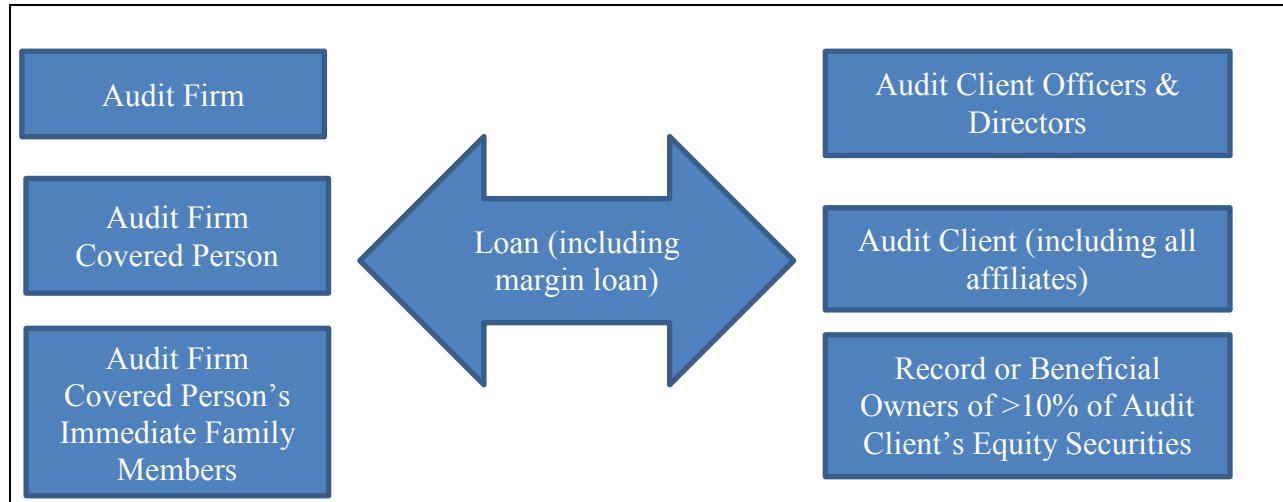 Audit Firm
Audit Firm
Covered Person
Audit Firm
Covered Person’s
Immediate Family
Members
Loan (including
margin loan)
Audit Client Officers &
Directors
Audit Client (including all
affiliates)
Record or Beneficial
Owners of >10% of Audit
Client’s Equity Securities